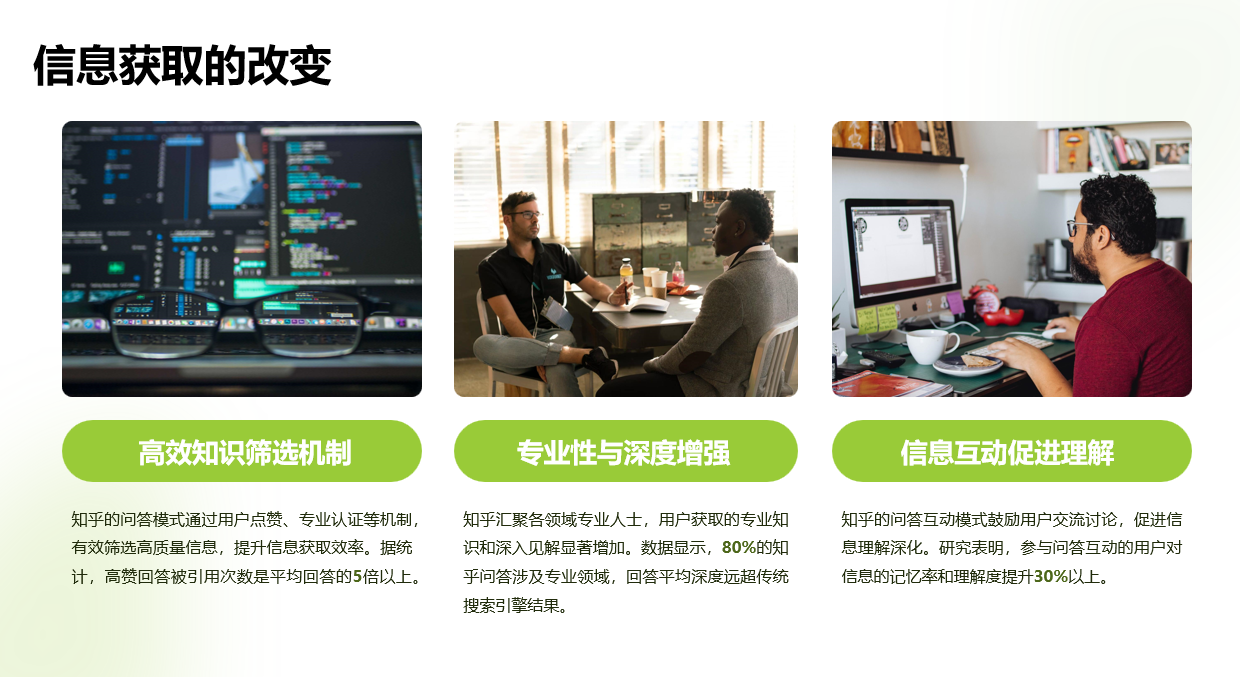 信息获取的改变
高效知识筛选机制
知乎的问答模式通过用户点赞、专业认证等机制，
有效筛选高质量信息，提升信息获取效率。据统
计，高赞回答被引用次数是平均回答的5倍以上。
专业性与深度增强
知乎汇聚各领域专业人士，用户获取的专业知
识和深入见解显著增加。数据显示，80%的知
乎问答涉及专业领域，回答平均深度远超传统
搜索引擎结果。
信息互动促进理解
知乎的问答互动模式鼓励用户交流讨论，促进信
息理解深化。研究表明，参与问答互动的用户对
信息的记忆率和理解度提升30%以上。